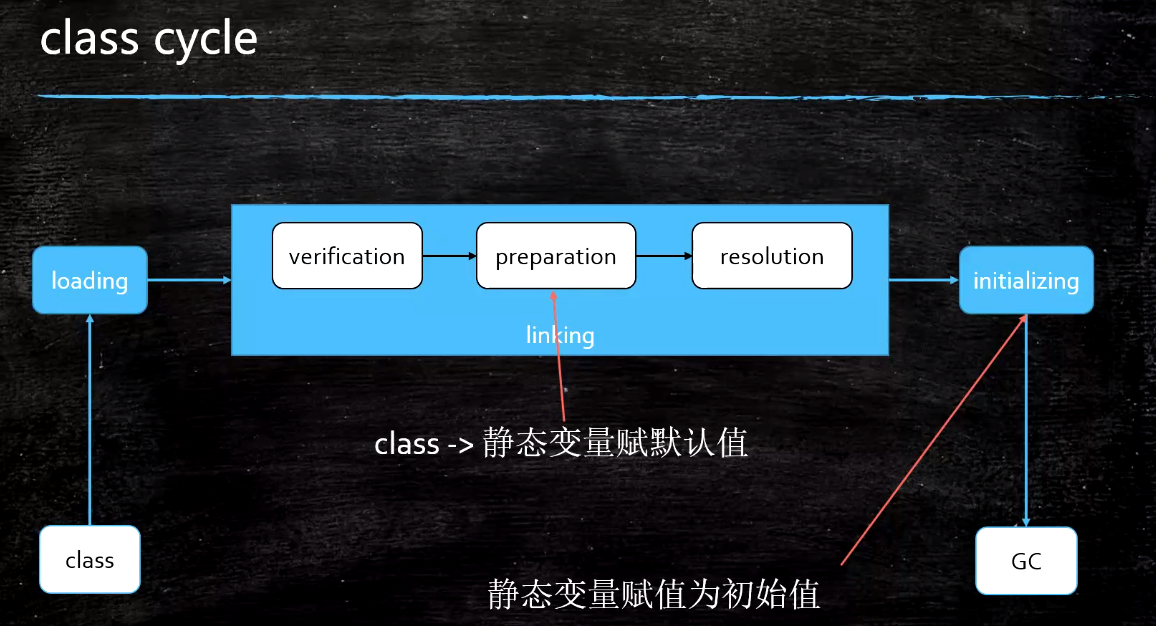 class cycle
verification
preparation
resolution
loading
initializing
linking
class -> 静态变量赋默认值
class
GC
静态变量赋值为初始值